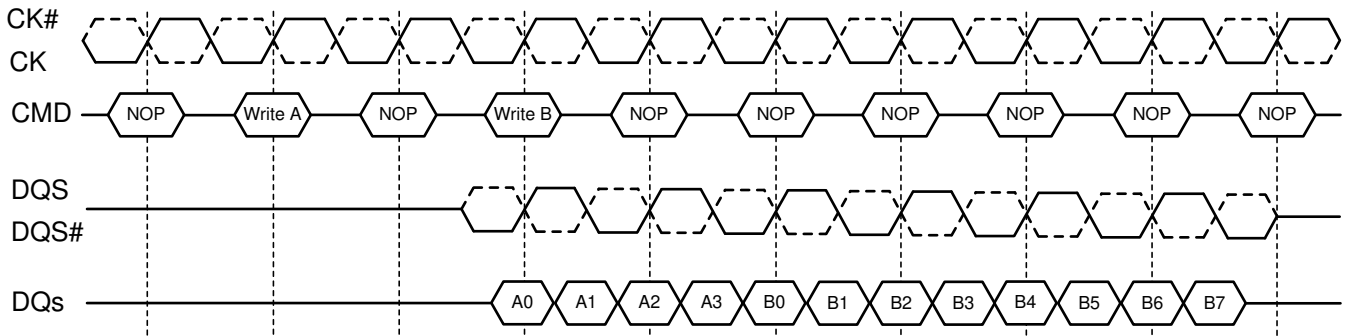 CK#
CK
CMD NOP Write A NOP Write B NOP NOP NOP NOP NOP NOP
DQS
DQS#
DQs A0 A1 A2 A3 B0 B1 B2 B3 B4 B5 B6 B7